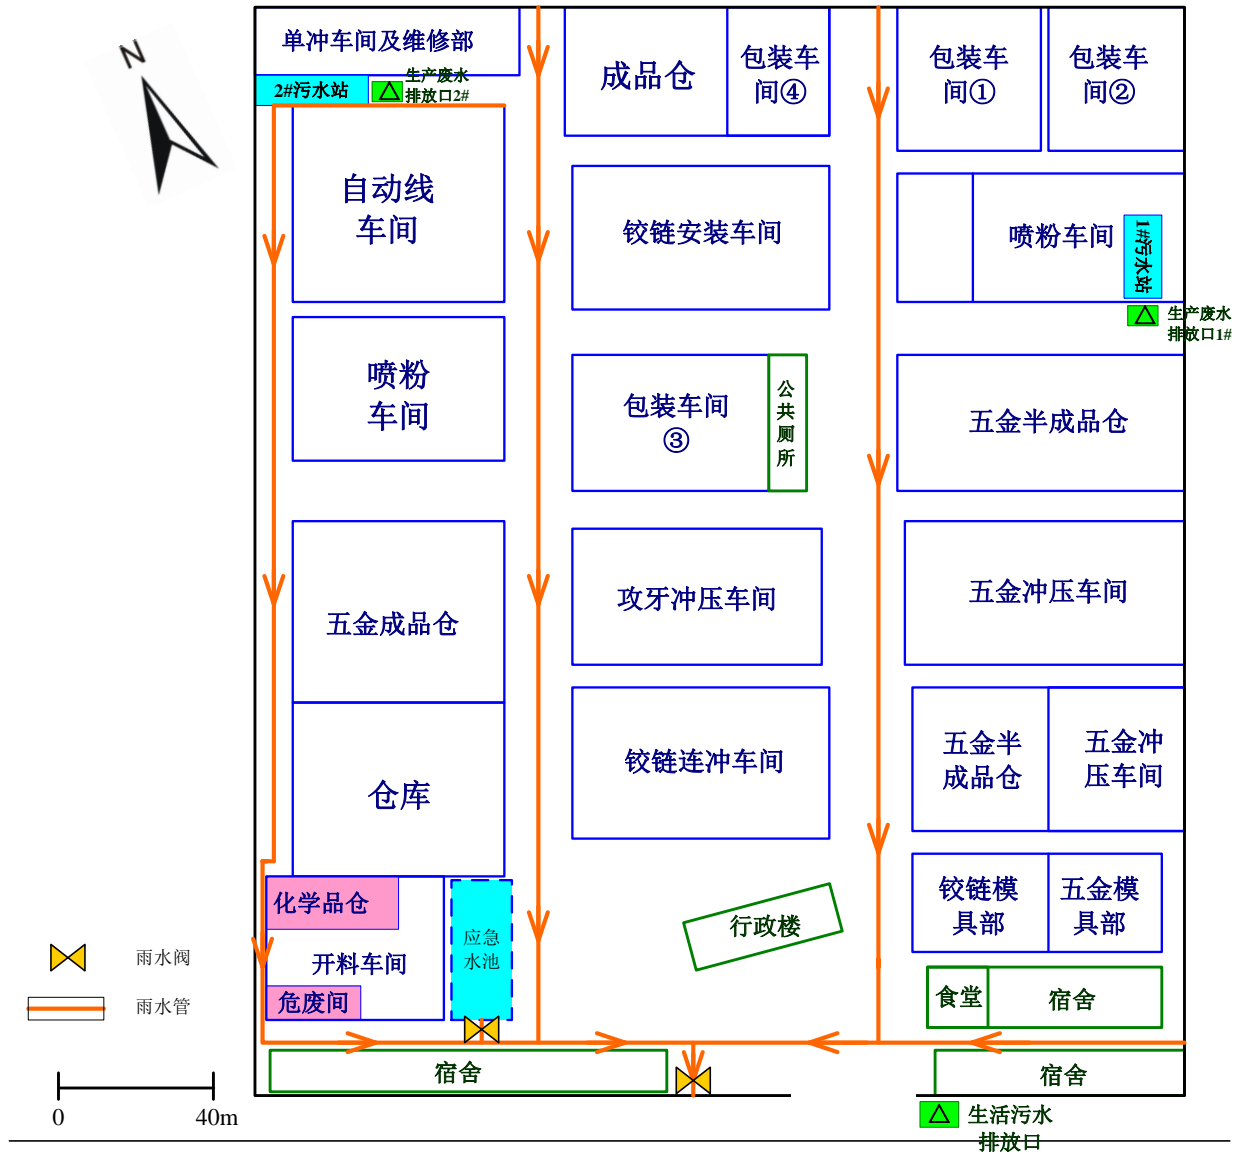 N
单冲车间及维修部
2#污水站
生产废水
排放口2#
成品仓
包装车
间④
包装车
间①
包装车
间②
自动线
车间
铰链安装车间
喷粉车间
1#污水站
生产废水
排放口1#
喷粉
车间
包装车间
③
公共厕所
五金半成品仓
五金成品仓
攻牙冲压车间
五金冲压车间
仓库
铰链连冲车间
五金半
成品仓
五金冲
压车间
化学品仓
开料车间
危废间
应急
水池
行政楼
铰链模
具部
五金模
具部
食堂
宿舍
雨水阀
雨水管
宿舍
宿舍
0
40m
生活污水
排放口